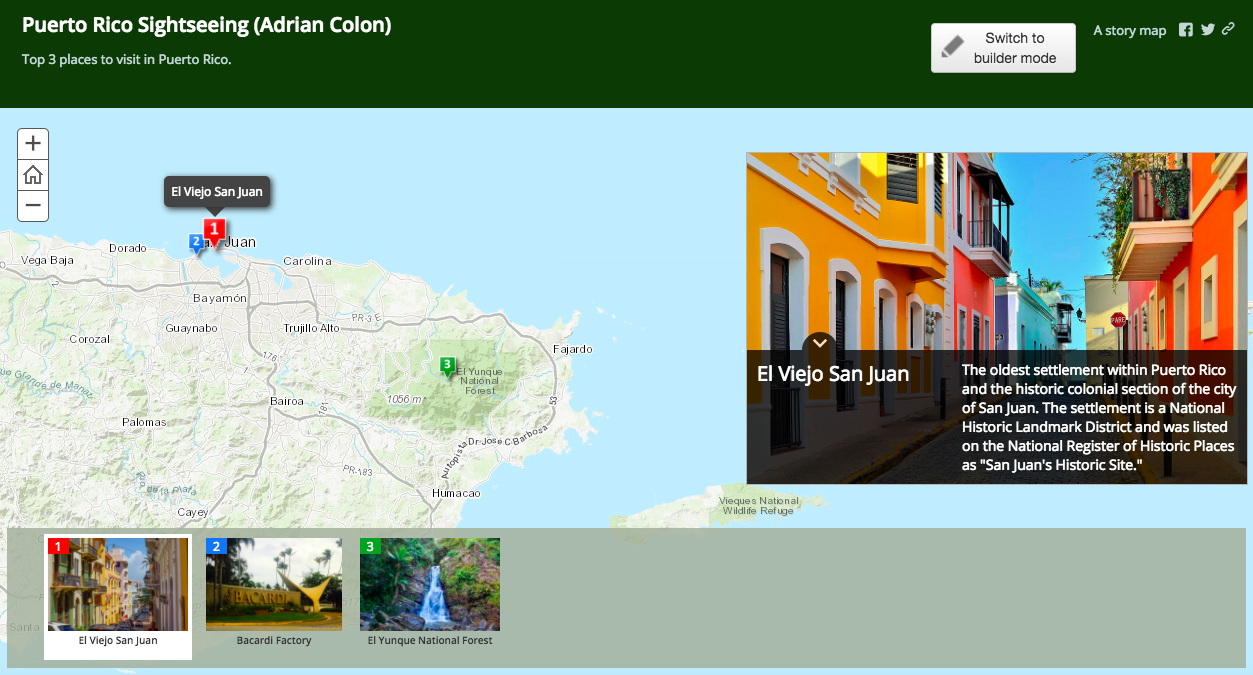 Puerto Rico Sightseeing (Adrian Colon)
Top 3 places to visit in Puerto Rico.
Switch to
builder mode
A story map
El Viejo San Juan
1
2
Juan
Dorado
Vega Baja
Carolina
Bayamón
PR-3 E
Guaynabo
Trujillo Alto
Corozal
176
Fajardo
3
El Yunque
National
Forest
1056 m
53
Bairoa
181
Palomas
Autopista Dr José C Barbosa
PR-183
de la Plata
Humacao
Cayey
Vieques National
Wildlife Refuge
PARE
El Viejo San Juan
The oldest settlement within Puerto Rico
and the historic colonial section of the city
of San Juan. The settlement is a National
Historic Landmark District and was listed
on the National Register of Historic Places
as "San Juan's Historic Site."
1
El Viejo San Juan
2
BACARDI
Bacardi Factory
3
El Yunque National Forest
Santa